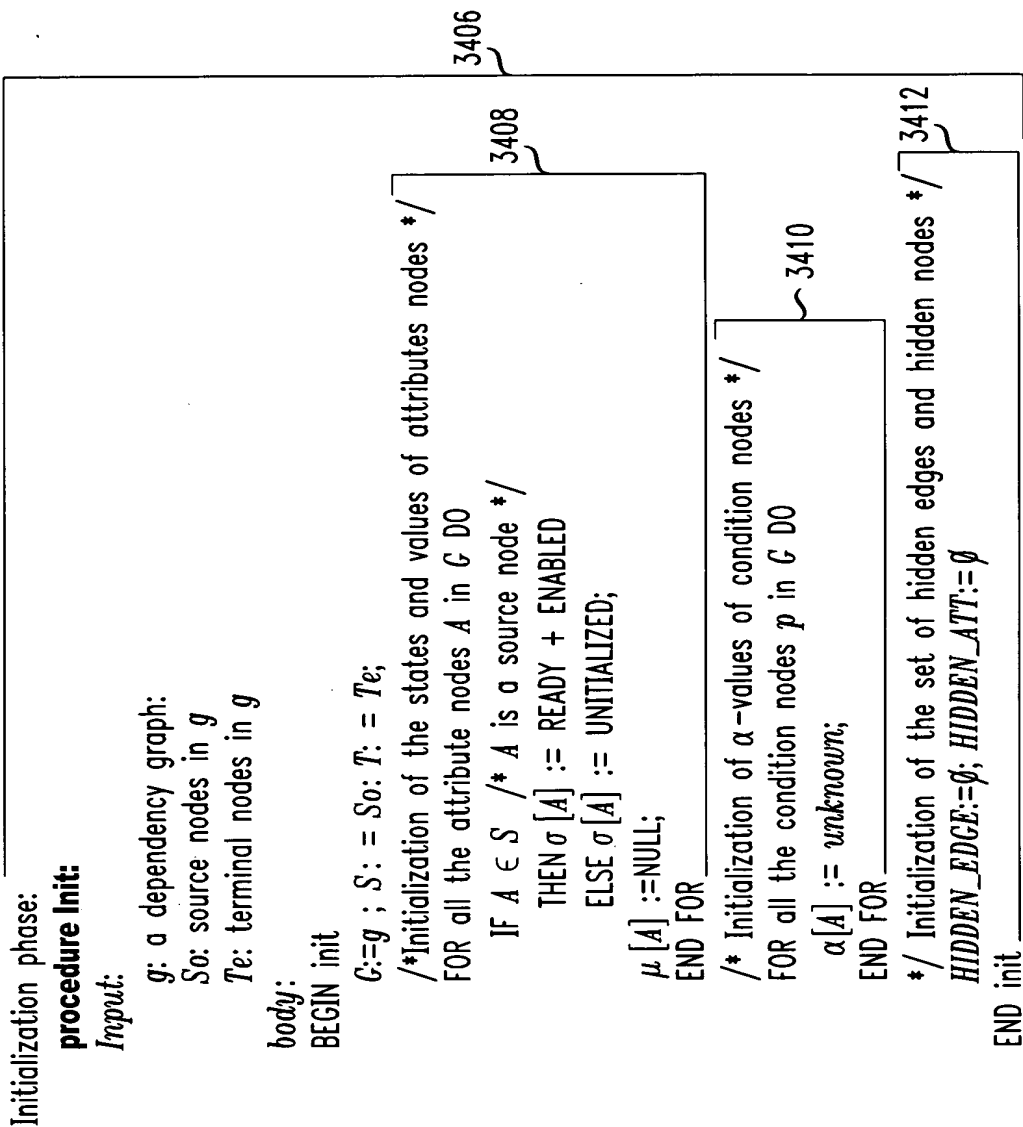 Initialization phase:
procedure Init:
Input:
g: a dependency graph:
So: source nodes in g
Te: terminal nodes in g
body:
BEGIN init
G:=g ; S: = So: T: = Te;
/*Initialization of the states and values of attributes nodes */
FOR all the attribute nodes A in G DO
IF A ∈ S /* A is a source node */
THEN σ [A] := READY + ENABLED
ELSE σ [A] := UNITIALIZED;
μ [A] :=NULL;
END FOR
3408
/* Initialization of α-values of condition nodes */
FOR all the condition nodes p in G DO
α[A] := unknown;
END FOR
3410
*/ Initialization of the set of hidden edges and hidden nodes */
HIDDEN_EDGE:=∅; HIDDEN_ATT:=∅
3412
END init
3406